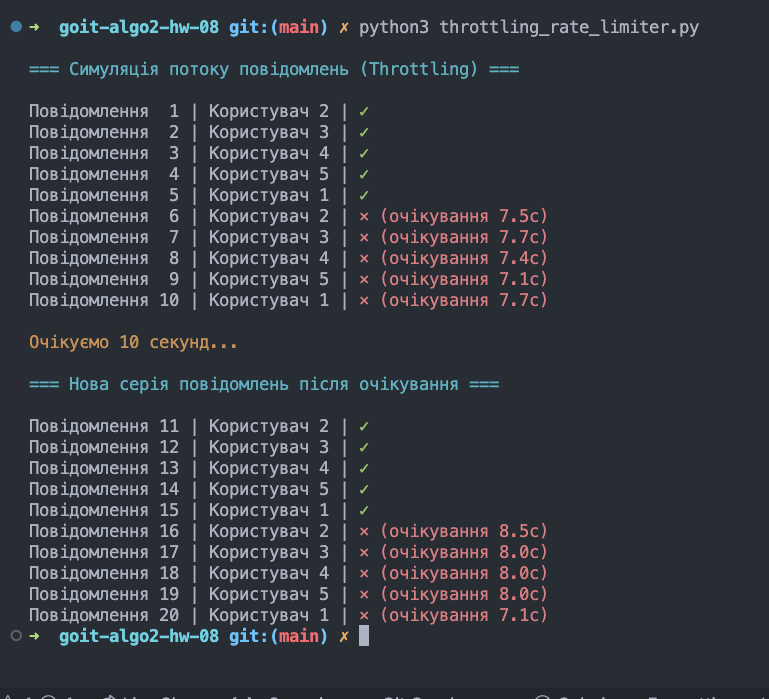 ➜ goit-algo2-hw-08 git:(main) ✗ python3 throttling_rate_limiter.py
=== Симуляція потоку повідомлень (Throttling) ===
Повідомлення  1 | Користувач 2 | ✓
Повідомлення  2 | Користувач 3 | ✓
Повідомлення  3 | Користувач 4 | ✓
Повідомлення  4 | Користувач 5 | ✓
Повідомлення  5 | Користувач 1 | ✓
Повідомлення  6 | Користувач 2 | × (очікування 7.5с)
Повідомлення  7 | Користувач 3 | × (очікування 7.7с)
Повідомлення  8 | Користувач 4 | × (очікування 7.4с)
Повідомлення  9 | Користувач 5 | × (очікування 7.1с)
Повідомлення 10 | Користувач 1 | × (очікування 7.7с)
Очікуємо 10 секунд...
=== Нова серія повідомлень після очікування ===
Повідомлення 11 | Користувач 2 | ✓
Повідомлення 12 | Користувач 3 | ✓
Повідомлення 13 | Користувач 4 | ✓
Повідомлення 14 | Користувач 5 | ✓
Повідомлення 15 | Користувач 1 | ✓
Повідомлення 16 | Користувач 2 | × (очікування 8.5с)
Повідомлення 17 | Користувач 3 | × (очікування 8.0с)
Повідомлення 18 | Користувач 4 | × (очікування 8.0с)
Повідомлення 19 | Користувач 5 | × (очікування 8.0с)
Повідомлення 20 | Користувач 1 | × (очікування 7.1с)
➜ goit-algo2-hw-08 git:(main) ✗